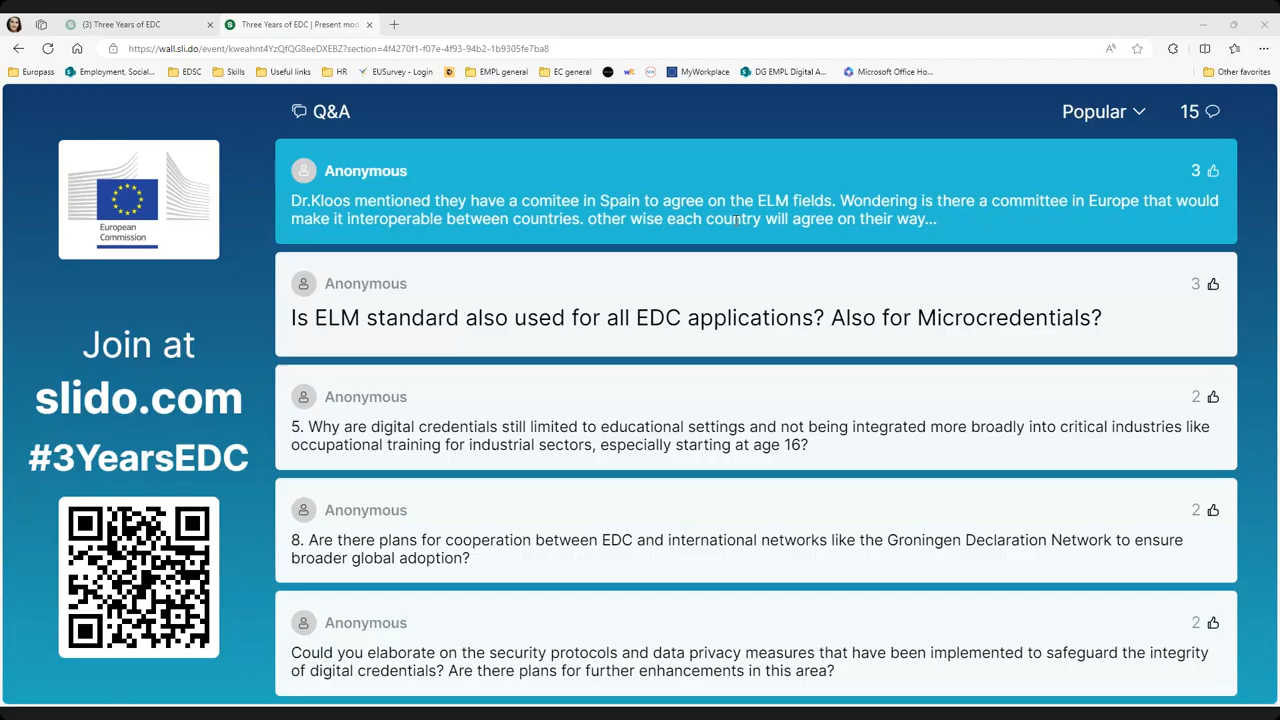 (3) Three Years of EDC
Three Years of EDC | Present mod
https://wall.sli.do/event/kweahnt4YzQfQG8eeDXEBZ?section=4f4270f1-f07e-4f93-94b2-1b9305fe7ba8
Europass
Employment, Social...
EDSC
Skills
Useful links
HR
EUSurvey - Login
EMPL general
EC general
MyWorkplace
DG EMPL Digital A...
Microsoft Office Ho...
Other favorites
European
Commission
Join at
slido.com
#3YearsEDC
Q&A
Popular
15
Anonymous
3
Dr.Kloos mentioned they have a comitee in Spain to agree on the ELM fields. Wondering is there a committee in Europe that would
make it interoperable between countries. other wise each country will agree on their way...
Anonymous
3
Is ELM standard also used for all EDC applications? Also for Microcredentials?
Anonymous
2
5. Why are digital credentials still limited to educational settings and not being integrated more broadly into critical industries like
occupational training for industrial sectors, especially starting at age 16?
Anonymous
2
8. Are there plans for cooperation between EDC and international networks like the Groningen Declaration Network to ensure
broader global adoption?
Anonymous
2
Could you elaborate on the security protocols and data privacy measures that have been implemented to safeguard the integrity
of digital credentials? Are there plans for further enhancements in this area?